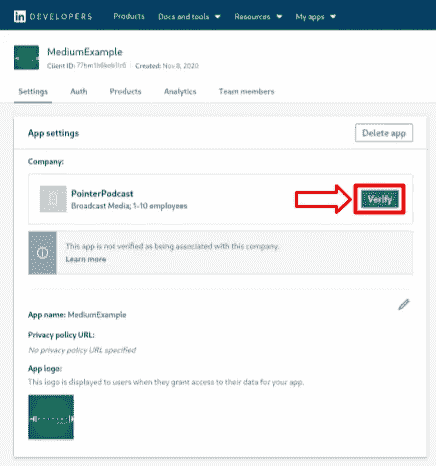 in DEVELOPERS Products Docs and tools Resources My apps
MediumExample
Client ID: Created: Nov 8, 2020
Settings Auth Products Analytics Team members
App settings Delete app
Company:
PointerPodcast
Broadcast Media; 1-10 employees
Verify
This app is not verified as being associated with this company.
Learn more
App name: MediumExample
Privacy policy URL:
No privacy policy URL specified
App logo:
This logo is displayed to users when they grant access to their data for your app.